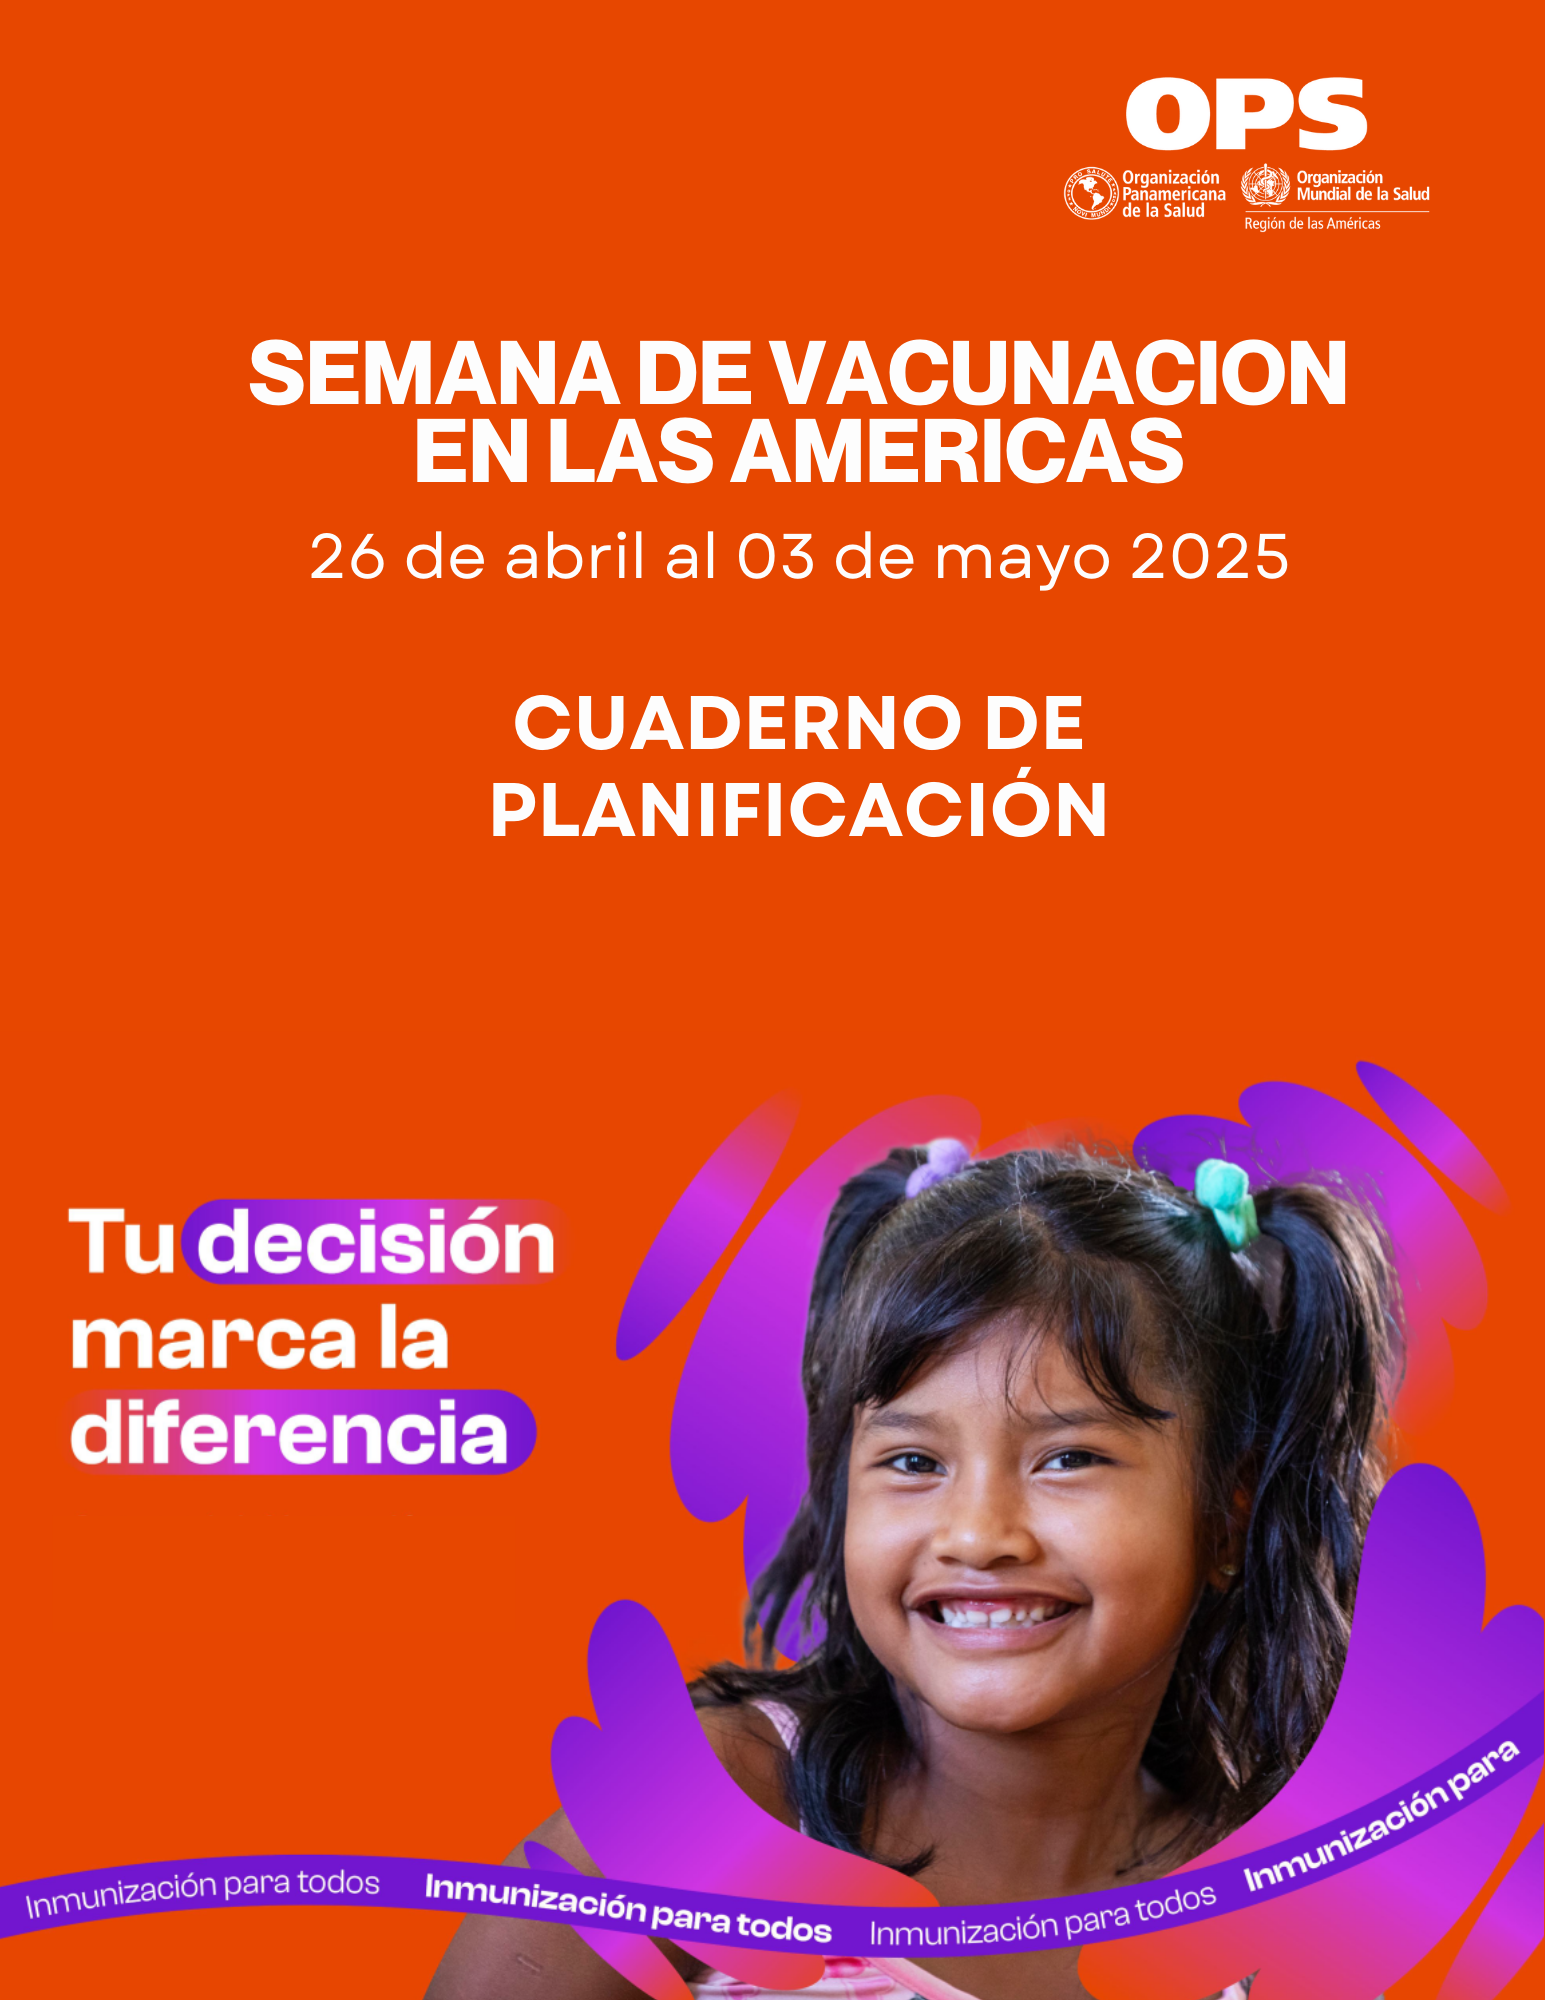 OPS
Organización
Panamericana
de la Salud
Organización
Mundial de la Salud
Región de las Américas
SEMANA DE VACUNACION
EN LAS AMERICAS
26 de abril al 03 de mayo 2025
CUADERNO DE
PLANIFICACIÓN
Tu decisión
marca la
diferencia
Inmunización para todos Inmunización para todos Inmunización para todos Inmunización para